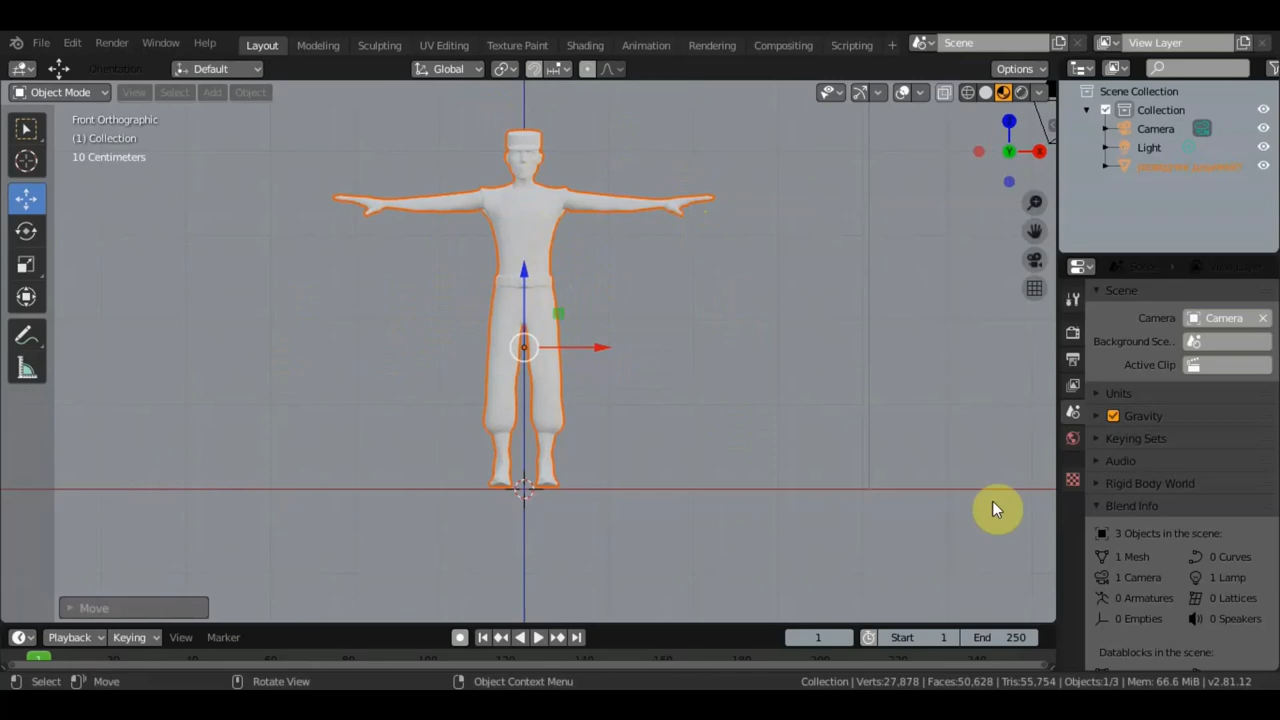 File Edit Render Window Help Layout Modeling Sculpting UV Editing Texture Paint Shading Animation Rendering Compositing Scripting + Scene View Layer
Orientation Default Global Options
Object Mode View Select Add Object
Front Orthographic
(1) Collection
10 Centimeters
Z
Y
X
Move
Scene Collection
Collection
Camera
Light
Scene
Camera Camera
Background Sce..
Active Clip
Units
Gravity
Keying Sets
Audio
Rigid Body World
Blend Info
3 Objects in the scene:
1 Mesh 0 Curves
1 Camera 1 Lamp
0 Armatures 0 Lattices
0 Empties 0 Speakers
Datablocks in the scene:
Playback Keying View Marker 1 Start 1 End 250
1
Select Move Rotate View Object Context Menu Collection | Verts:27,878 | Faces:50,628 | Tris:55,754 | Objects:1/3 | Mem: 66.6 MiB | v2.81.12